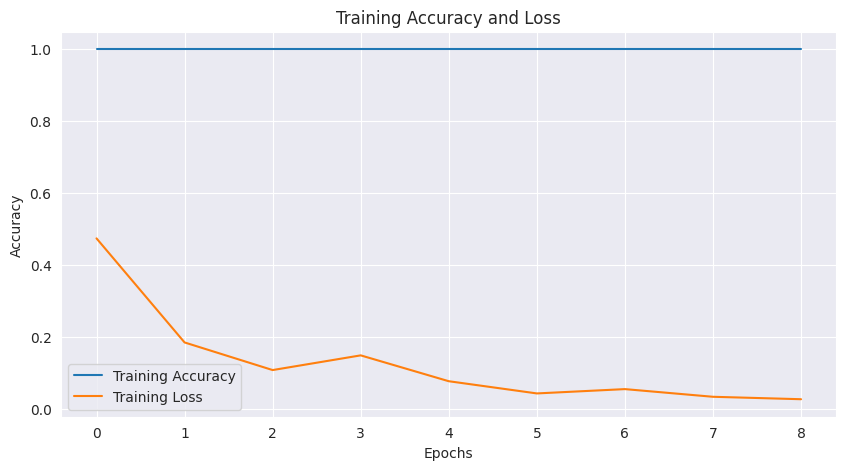 Training Accuracy and Loss
1.0
0.8
0.6
0.4
0.2
0.0
Accuracy
Training Accuracy
Training Loss
0 1 2 3 4 5 6 7 8
Epochs